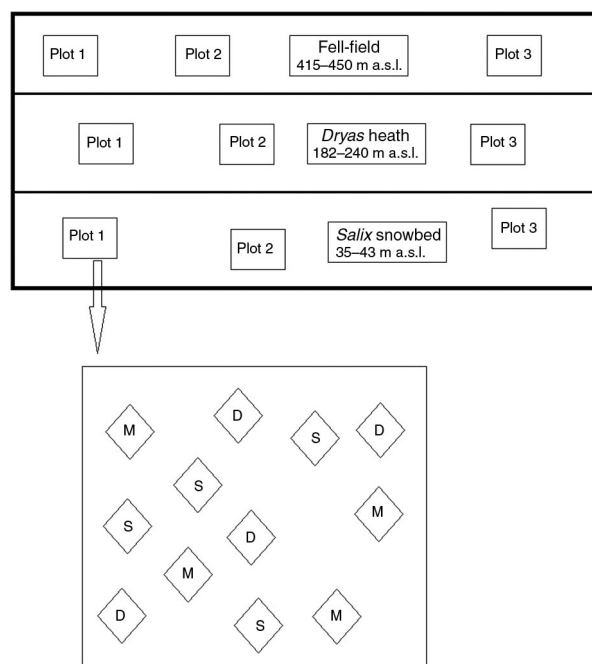 Plot 1
Plot 2
Fell-field
415–450 m a.s.l.
Plot 3
Plot 1
Plot 2
Dryas heath
182–240 m a.s.l.
Plot 3
Plot 1
Plot 2
Salix snowbed
35–43 m a.s.l.
Plot 3
M
D
S
D
S
S
D
M
M
D
S
M